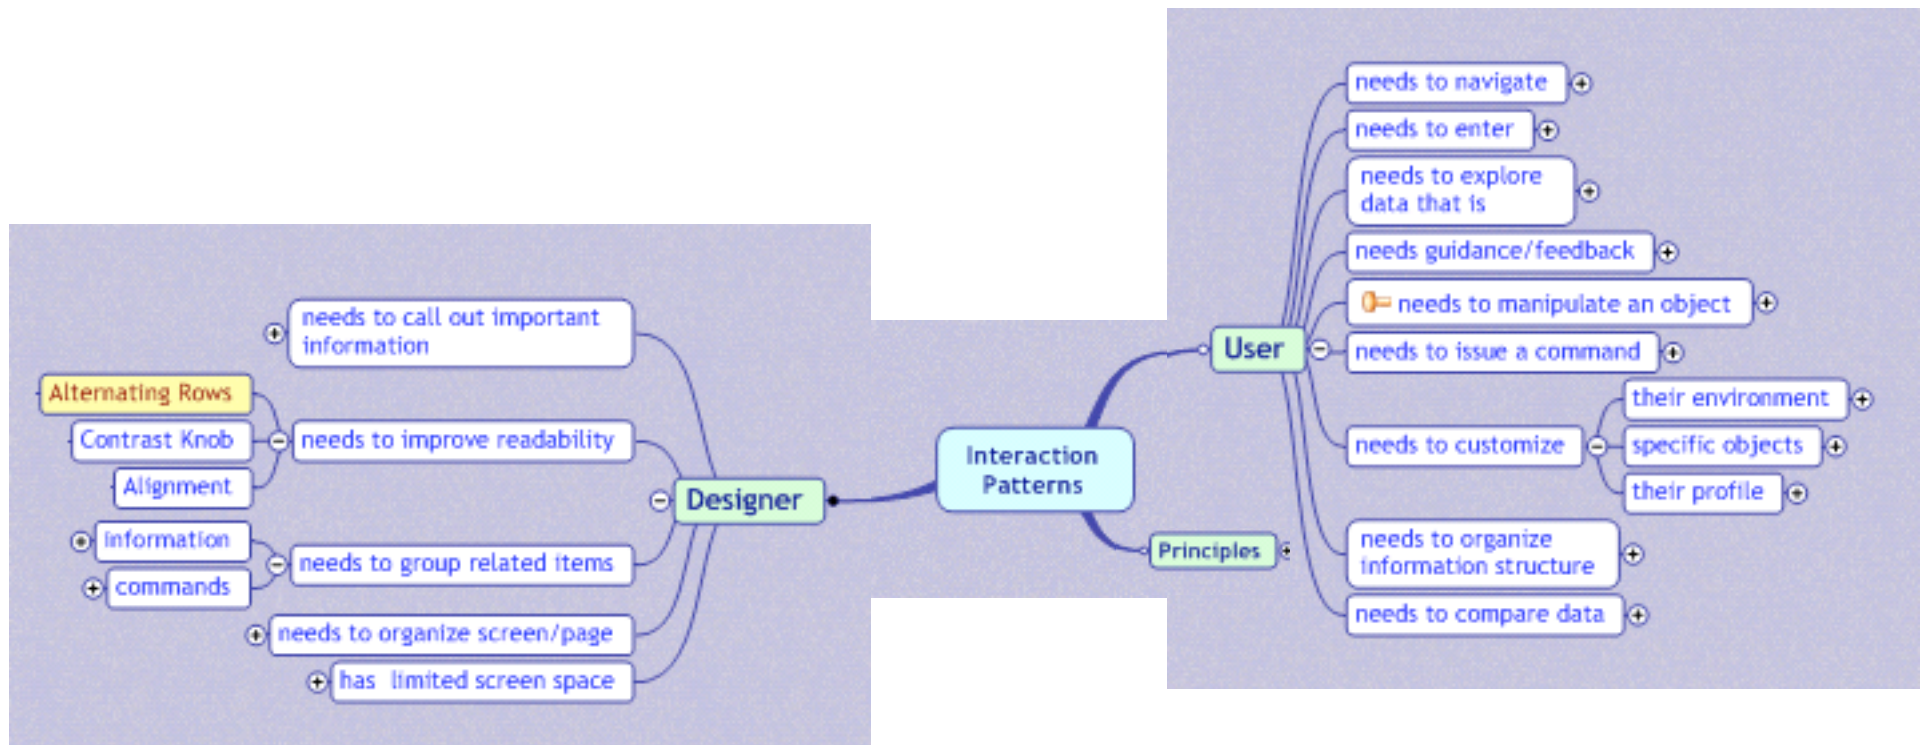 needs to call out important
information
Alternating Rows
Contrast Knob
needs to improve readability
Alignment
Designer
information
needs to group related items
commands
needs to organize screen/page
has limited screen space
Interaction
Patterns
Principles
User
needs to navigate
needs to enter
needs to explore
data that is
needs guidance/feedback
needs to manipulate an object
needs to issue a command
needs to customize
their environment
specific objects
their profile
needs to organize
information structure
needs to compare data